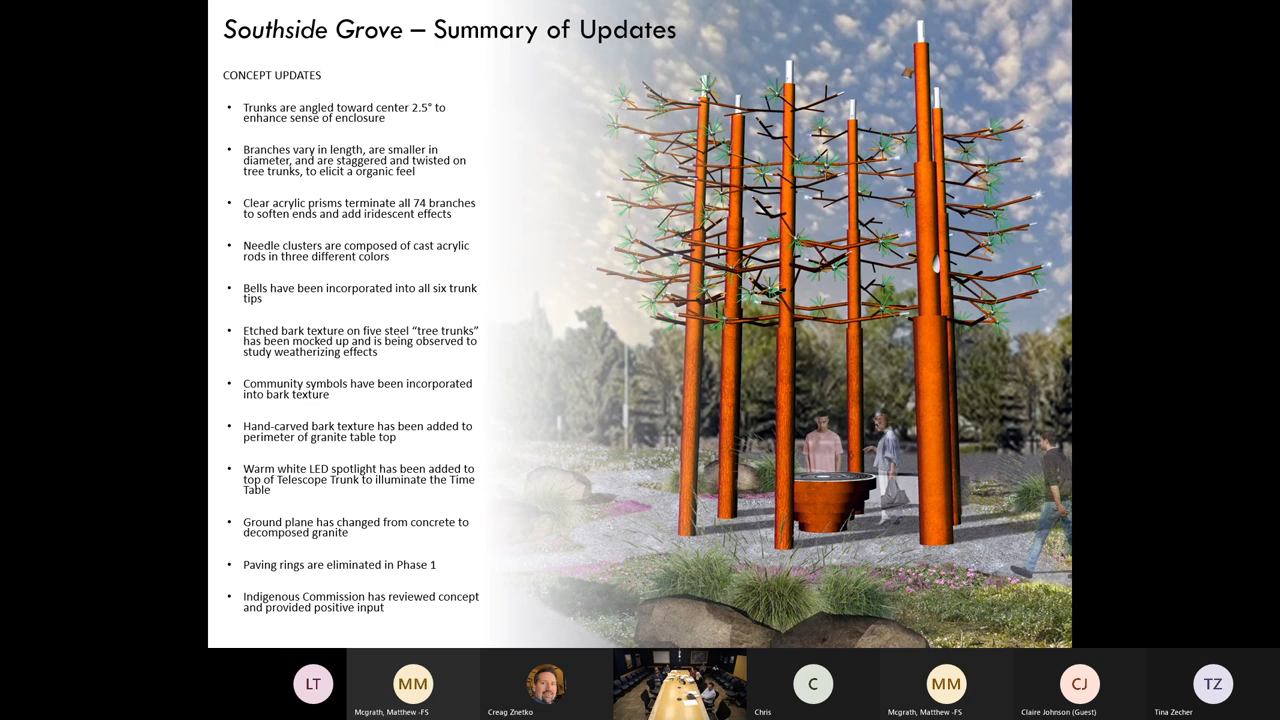 Southside Grove – Summary of Updates
CONCEPT UPDATES
• Trunks are angled toward center 2.5° to
enhance sense of enclosure
• Branches vary in length, are smaller in
diameter, and are staggered and twisted on
tree trunks, to elicit a organic feel
• Clear acrylic prisms terminate all 74 branches
to soften ends and add iridescent effects
• Needle clusters are composed of cast acrylic
rods in three different colors
• Bells have been incorporated into all six trunk
tips
• Etched bark texture on five steel “tree trunks”
has been mocked up and is being observed to
study weatherizing effects
• Community symbols have been incorporated
into bark texture
• Hand-carved bark texture has been added to
perimeter of granite table top
• Warm white LED spotlight has been added to
top of Telescope Trunk to illuminate the Time
Table
• Ground plane has changed from concrete to
decomposed granite
• Paving rings are eliminated in Phase 1
• Indigenous Commission has reviewed concept
and provided positive input
LT
MM
C
MM
CJ
TZ
Mcgrath, Matthew -FS
Creag Znetko
Chris
Mcgrath, Matthew -FS
Claire Johnson (Guest)
Tina Zecher